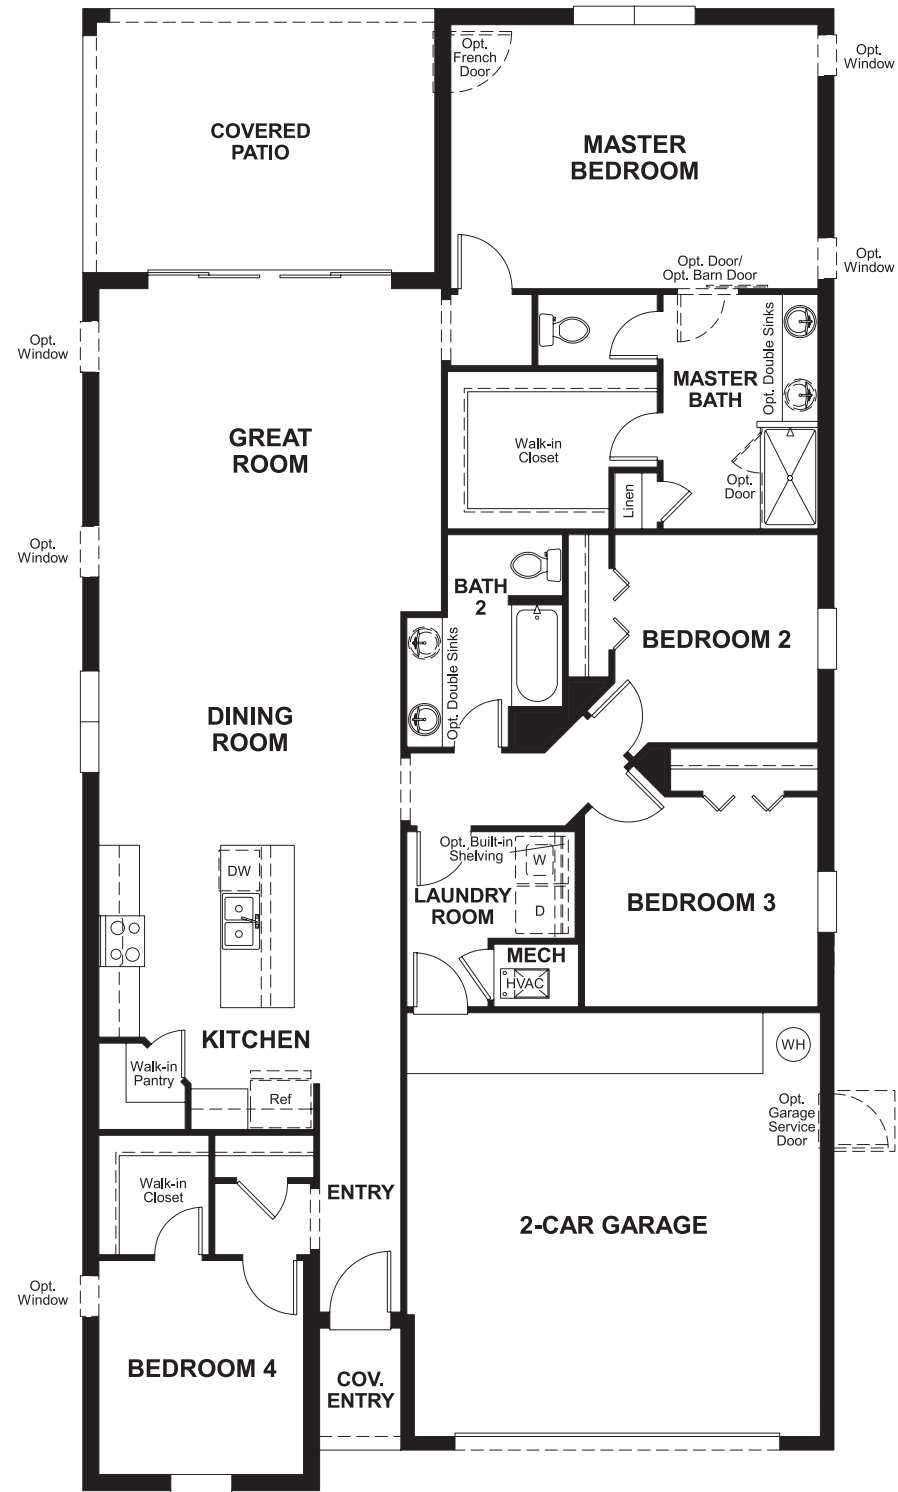 Opt.
French
Door
Opt.
Window
COVERED
PATIO
MASTER
BEDROOM
Opt. Door/
Opt. Barn Door
Opt.
Window
Opt.
Window
Opt. Double Sinks
MASTER
BATH
GREAT
ROOM
Walk-in
Closet
Opt.
Door
Linen
Opt.
Window
BATH
2
BEDROOM 2
Opt. Double Sinks
DINING
ROOM
Opt. Built-in
Shelving
W
DW
LAUNDRY
ROOM
D
BEDROOM 3
MECH
HVAC
KITCHEN
WH
Walk-in
Pantry
Ref
Opt.
Garage
Service
Door
Walk-in
Closet
ENTRY
2-CAR GARAGE
Opt.
Window
BEDROOM 4
COV.
ENTRY